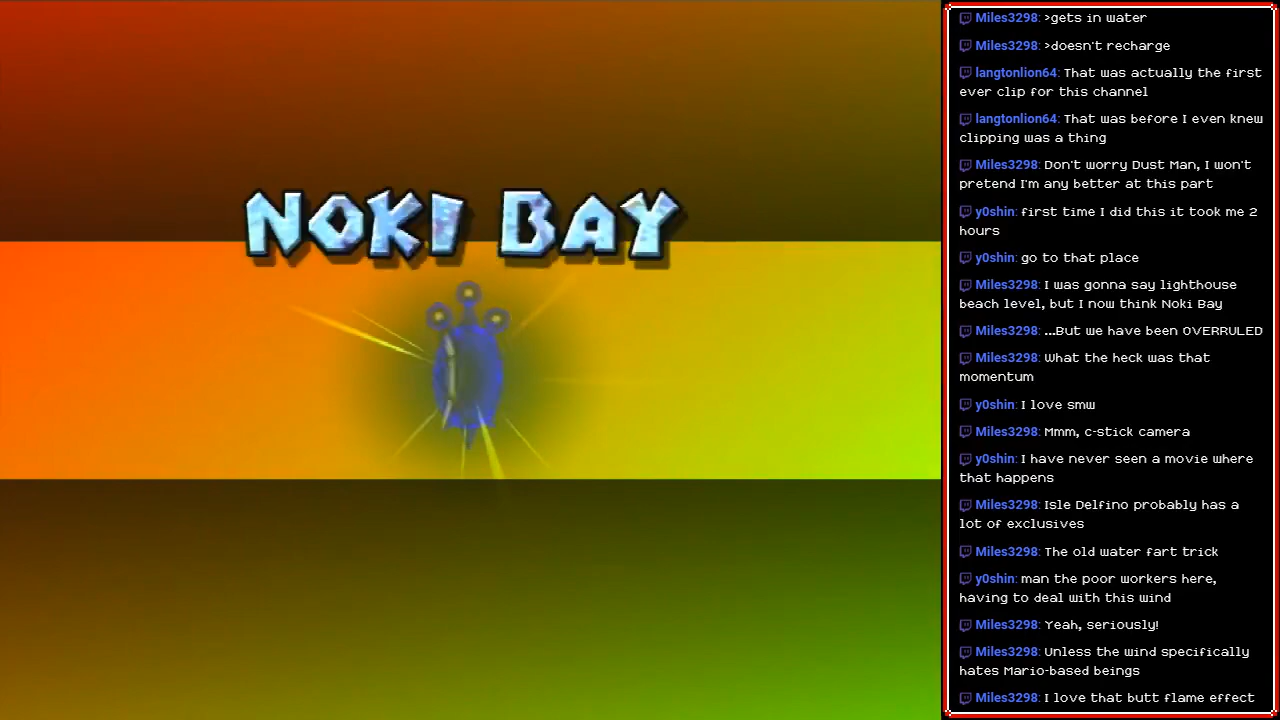 NOKI BAY
Miles3298: >gets in water
Miles3298: >doesn't recharge
langtonlion64: That was actually the first
ever clip for this channel
langtonlion64: That was before I even knew
clipping was a thing
Miles3298: Don't worry Dust Man, I won't
pretend I'm any better at this part
y0shin: first time I did this it took me 2
hours
y0shin: go to that place
Miles3298: I was gonna say lighthouse
beach level, but I now think Noki Bay
Miles3298: ...But we have been OVERRULED
Miles3298: What the heck was that
momentum
y0shin: I love smw
Miles3298: Mmm, c-stick camera
y0shin: I have never seen a movie where
that happens
Miles3298: Isle Delfino probably has a
lot of exclusives
Miles3298: The old water fart trick
y0shin: man the poor workers here,
having to deal with this wind
Miles3298: Yeah, seriously!
Miles3298: Unless the wind specifically
hates Mario-based beings
Miles3298: I love that butt flame effect